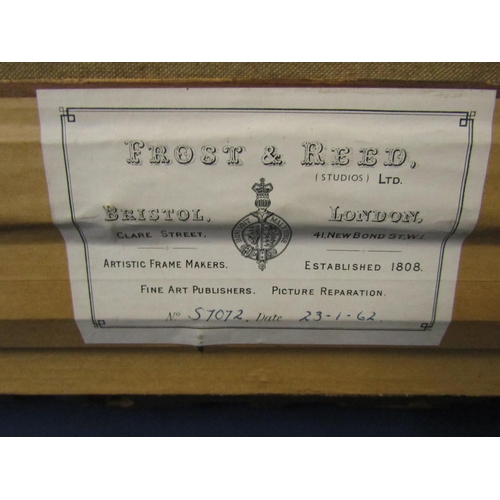 FROST & REED,
(STUDIOS) LTD.
BRISTOL, LONDON,
CLARE STREET, 41, NEW BOND ST, W.1.
ARTISTIC FRAME MAKERS. ESTABLISHED 1808.
FINE ART PUBLISHERS. PICTURE REPARATION.
No S7072. Date 23-1-62.